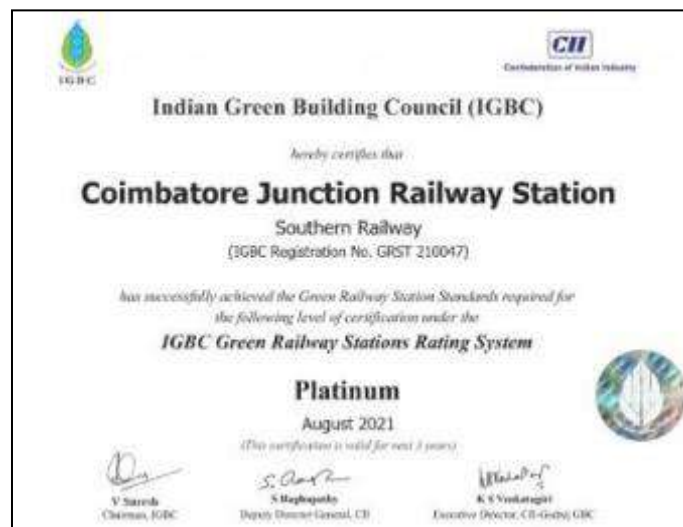 IGBC
CII
Confederation of Indian Industry
Indian Green Building Council (IGBC)
hereby certifies that
Coimbatore Junction Railway Station
Southern Railway
(IGBC Registration No. GRST 210047)
has successfully achieved the Green Railway Station Standards required for
the following level of certification under the
IGBC Green Railway Stations Rating System
Platinum
August 2021
(This certification is valid for next 3 years)
V Suresh
Chairman, IGBC
S Raghupathy
Deputy Director General, CII
K S Venkatagiri
Executive Director, CII-Godrej GBC